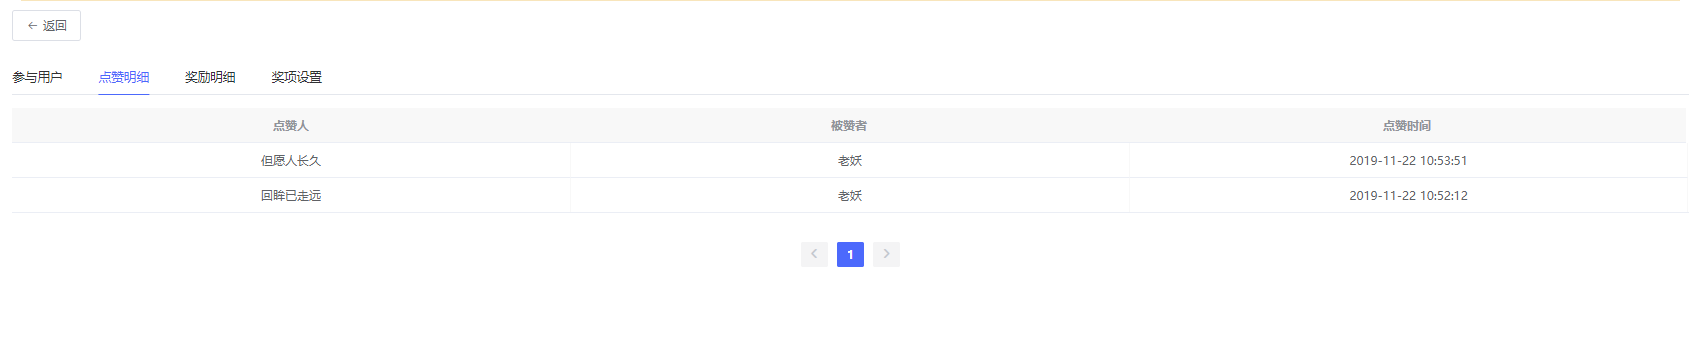 ← 返回
参与用户 点赞明细 奖励明细 奖项设置
点赞人 被赞者 点赞时间
但愿人长久 老妖 2019-11-22 10:53:51
回眸已走远 老妖 2019-11-22 10:52:12
< 1 >